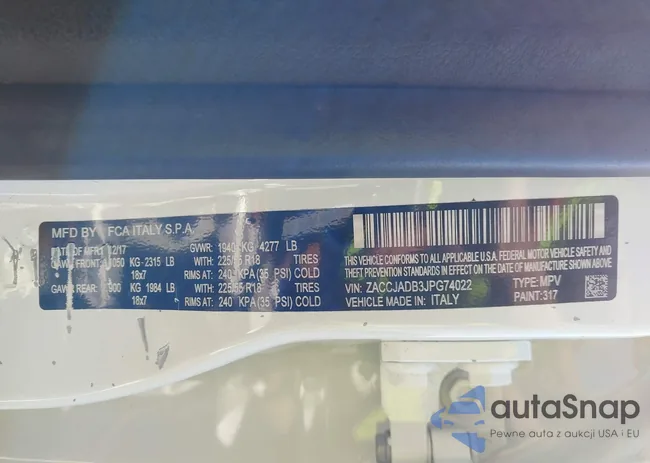 MFD BY FCA ITALY S.P.A
DATE OF MFR: 12/17 GVWR: 1940 KG 4277 LB
GAWR FRONT: 1050 KG- 2315 LB WITH: 225/55 R18 TIRES
18x7 RIMS AT: 240 KPA(35 PSI) COLD
GAWR REAR: 900 KG 1984 LB WITH: 225/55 R18 TIRES
18x7 RIMS AT: 240 KPA(35 PSI) COLD
THIS VEHICLE CONFORMS TO ALL APPLICABLE U.S.A. FEDERAL MOTOR VEHICLE SAFETY
AND THEFT PREVENTION STANDARDS IN EFFECT ON THE DATE OF MANUFACTURE SHOWN ABOVE
VIN: ZACCJADB3JPG74022 TYPE: MPV
VEHICLE MADE IN: ITALY PAINT: 317
autaSnap
Pewne auta z aukcji USA i EU